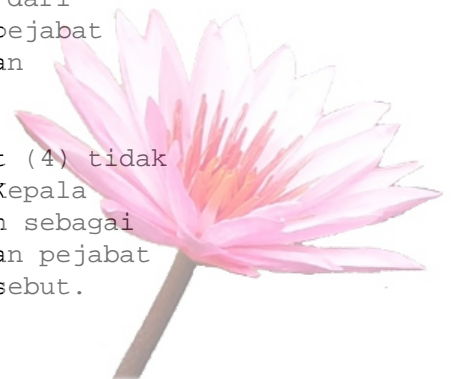 dari
pejabat
an
(4) tidak
Kepala
sebagai
an pejabat
sebut.